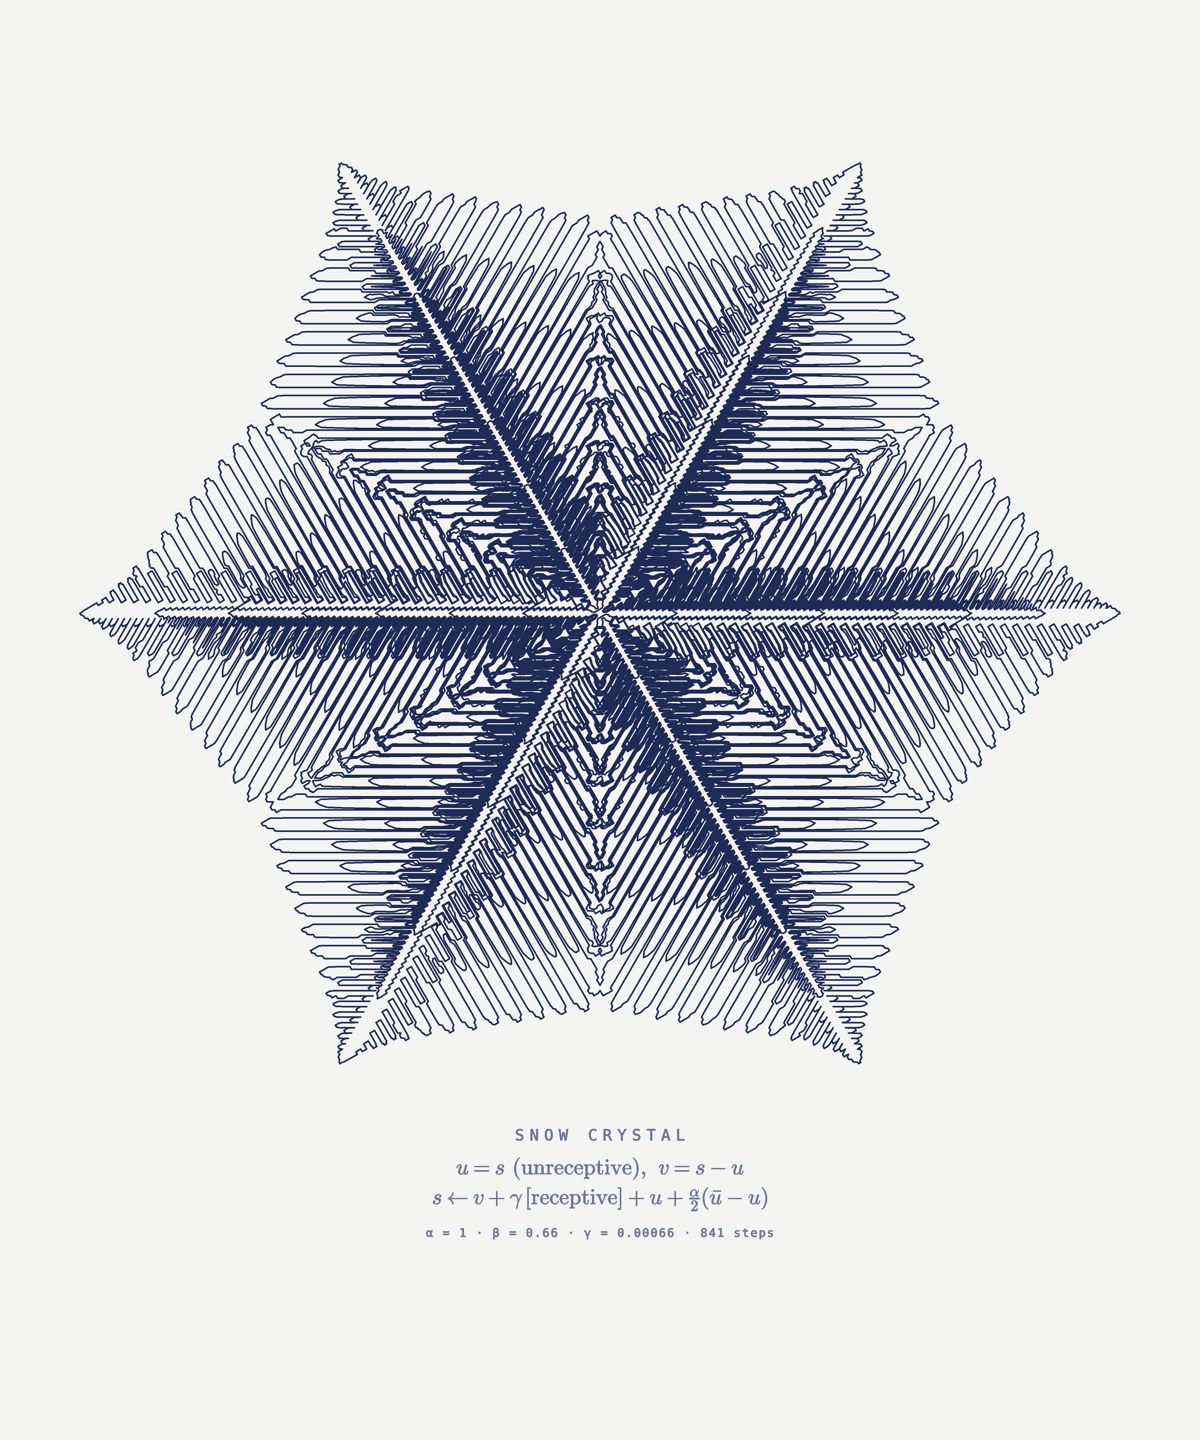 SNOW CRYSTAL
u = s (unreceptive), v = s − u
s ← v + γ [receptive] + u + α/2 (ū − u)
α = 1 · β = 0.66 · γ = 0.00066 · 841 steps